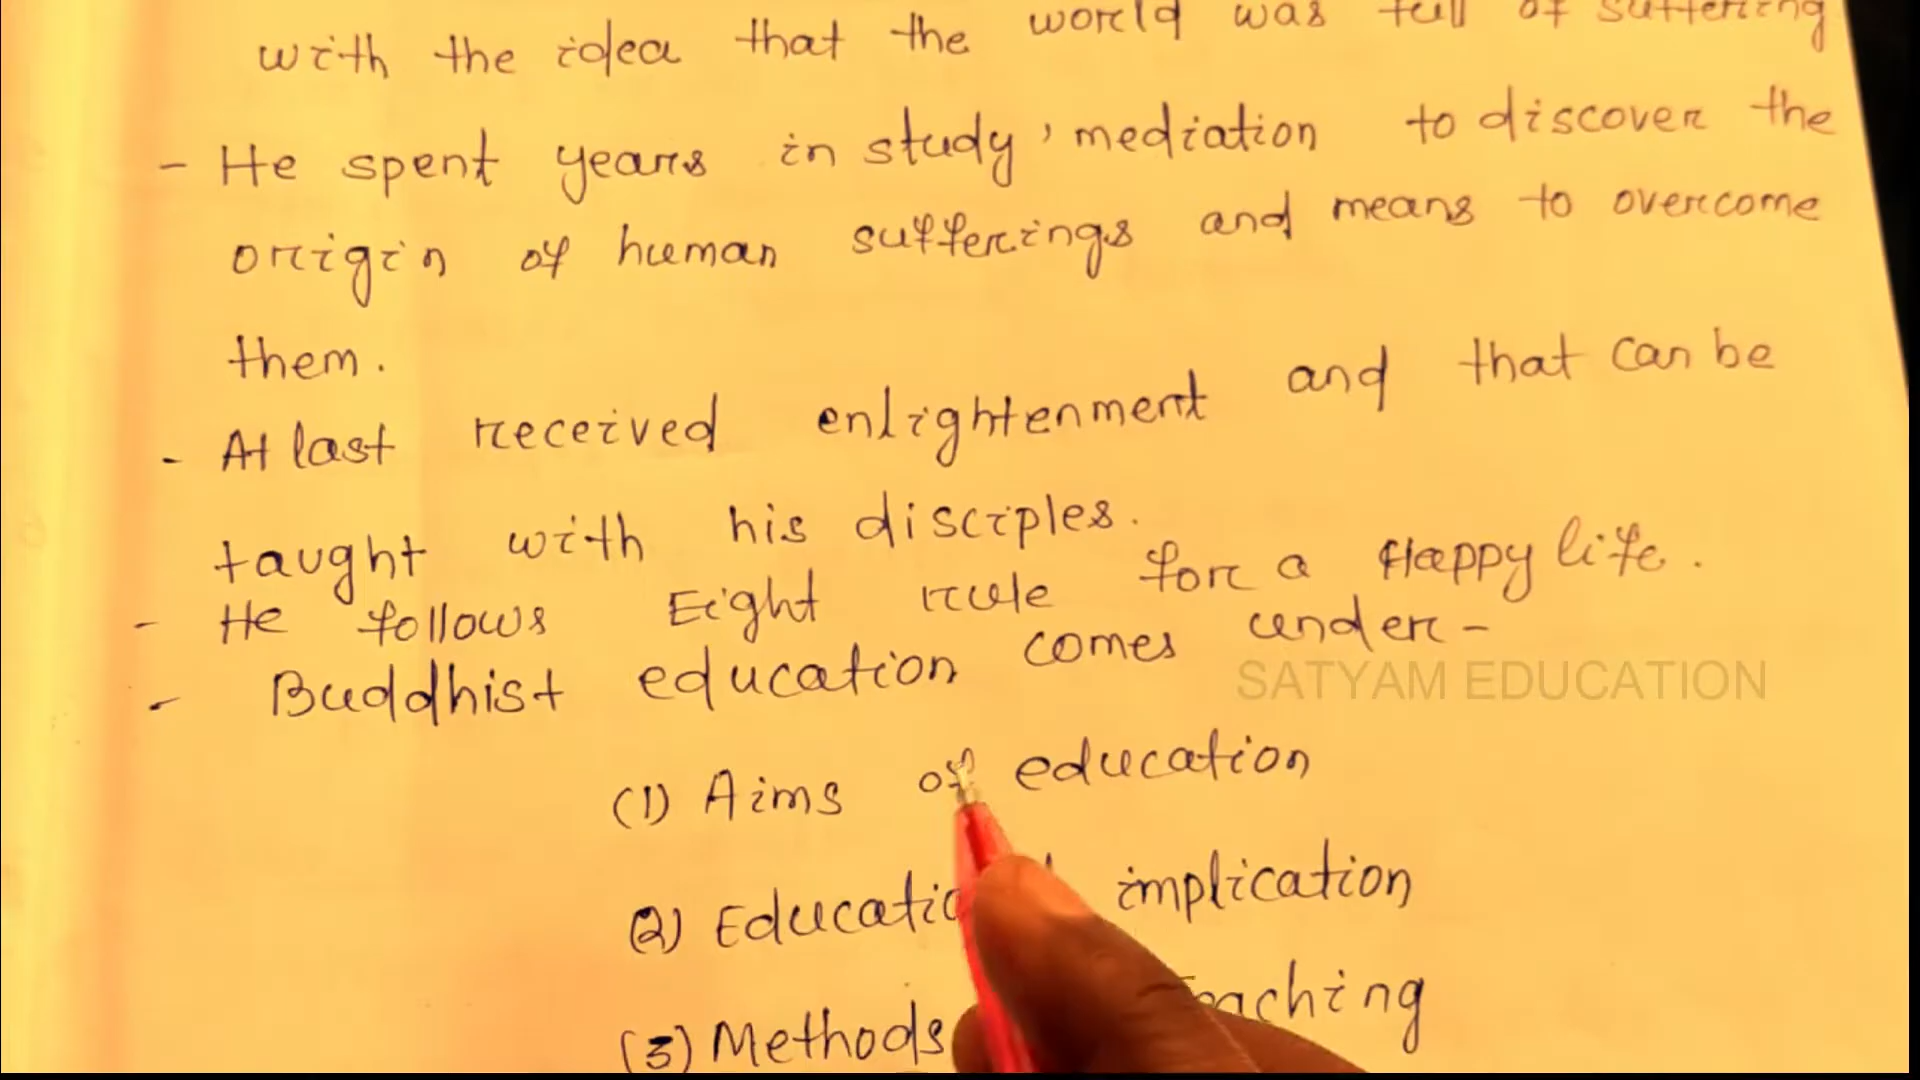 with the idea that the world was full of suffering
- He spent years in study, mediation to discover the
origin of human sufferings and means to overcome
them.
- At last received enlightenment and that can be
taught with his disciples.
- He follows Eight rule for a Happy life.
- Buddhist education comes under -
SATYAM EDUCATION
(1) Aims of education
(2) implication
(3) Methods